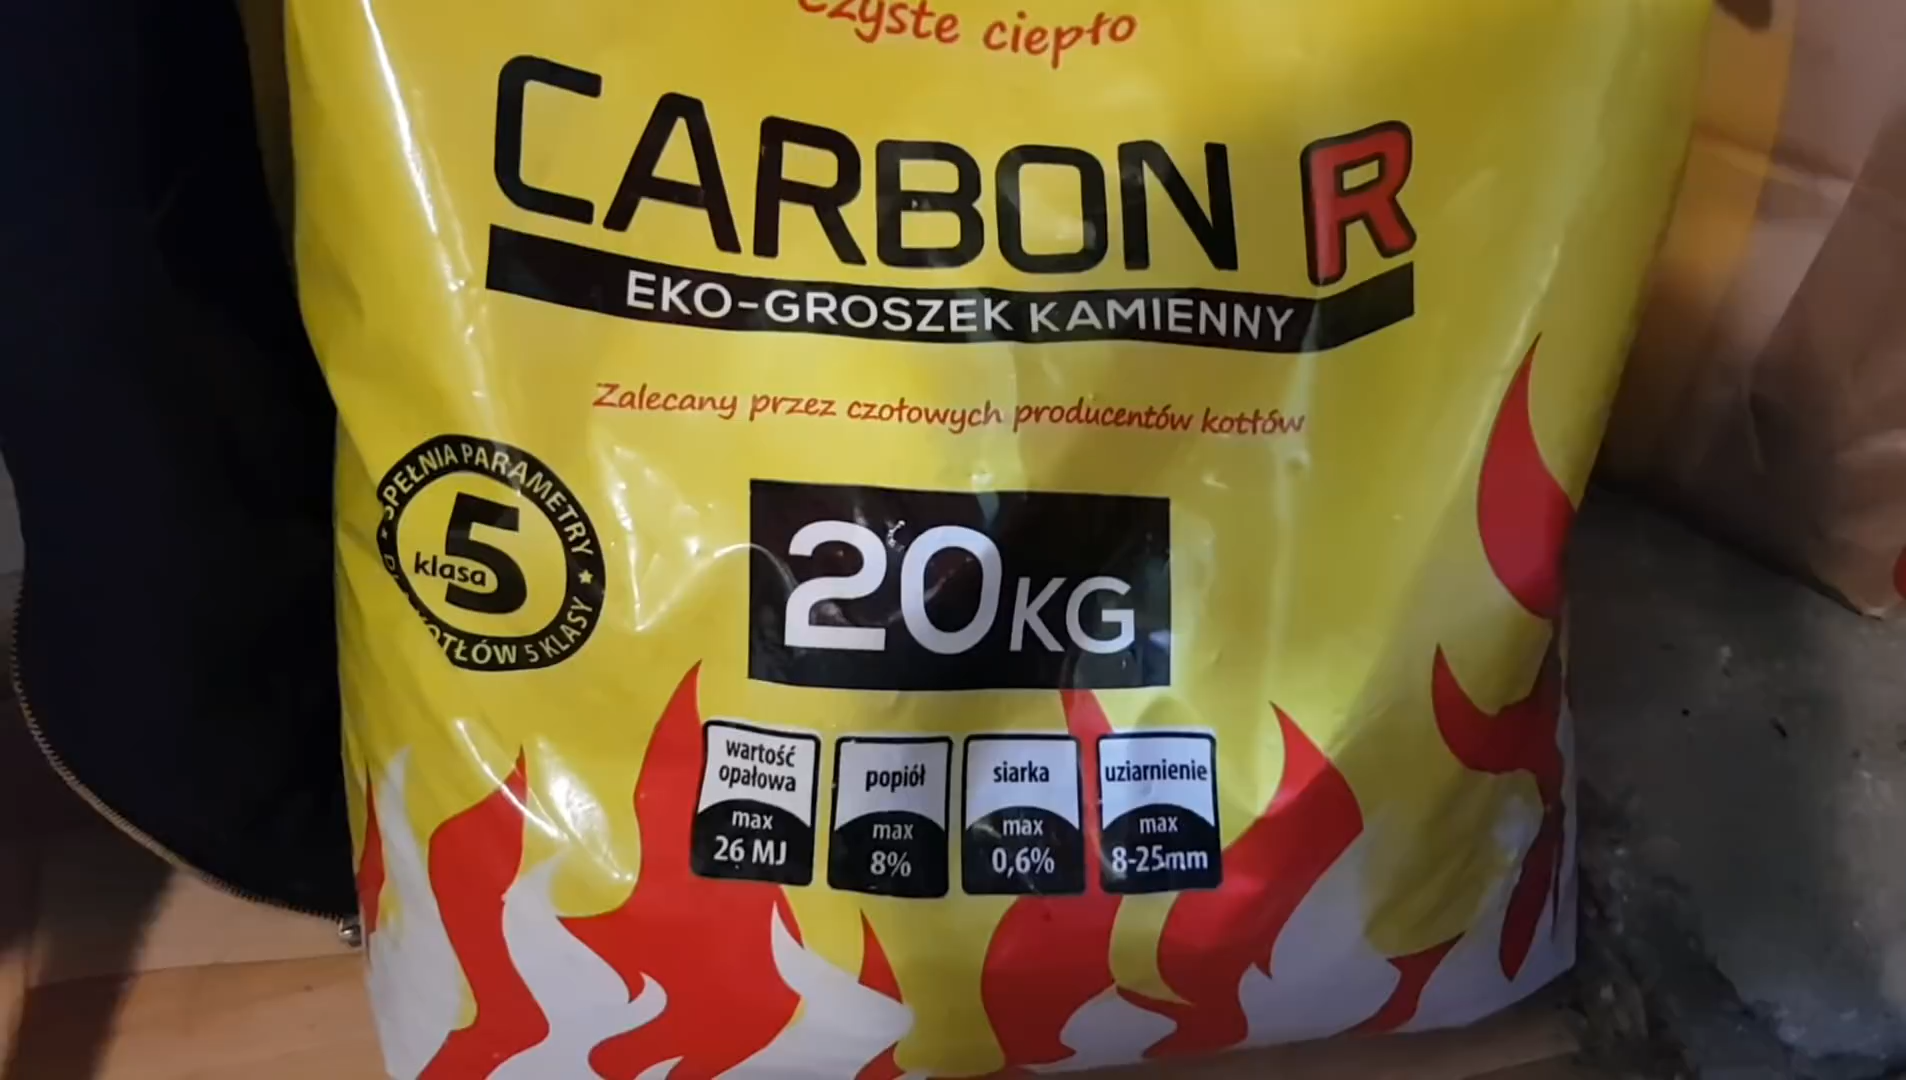 czyste ciepło
CARBON R
EKO-GROSZEK KAMIENNY
Zalecany przez czołowych producentów kotłów
SPEŁNIA PARAMETRY
klasa 5
KOTŁÓW 5 KLASY
20KG
wartość opałowa
max
26 MJ
popiół
max
8%
siarka
max
0,6%
uziarnienie
max
8-25mm